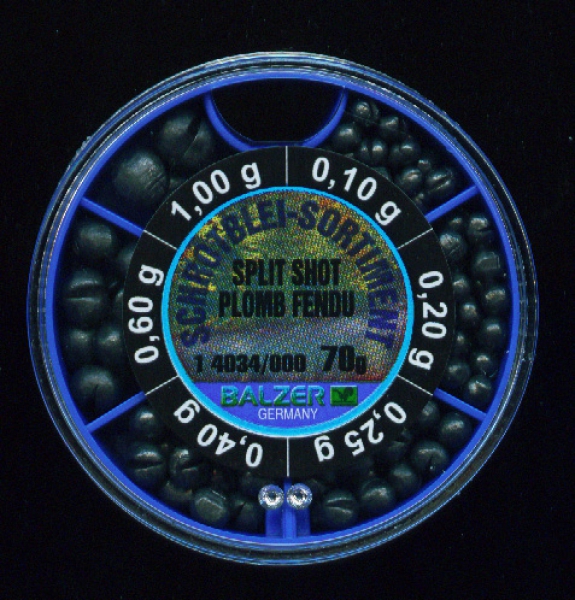 1,00 g
0,10 g
0,20 g
0,25 g
0,40 g
0,60 g
SCHROTBLEI-SORTIMENT
SPLIT SHOT
PLOMB FENDU
1 4034/000 70g
BALZER
GERMANY